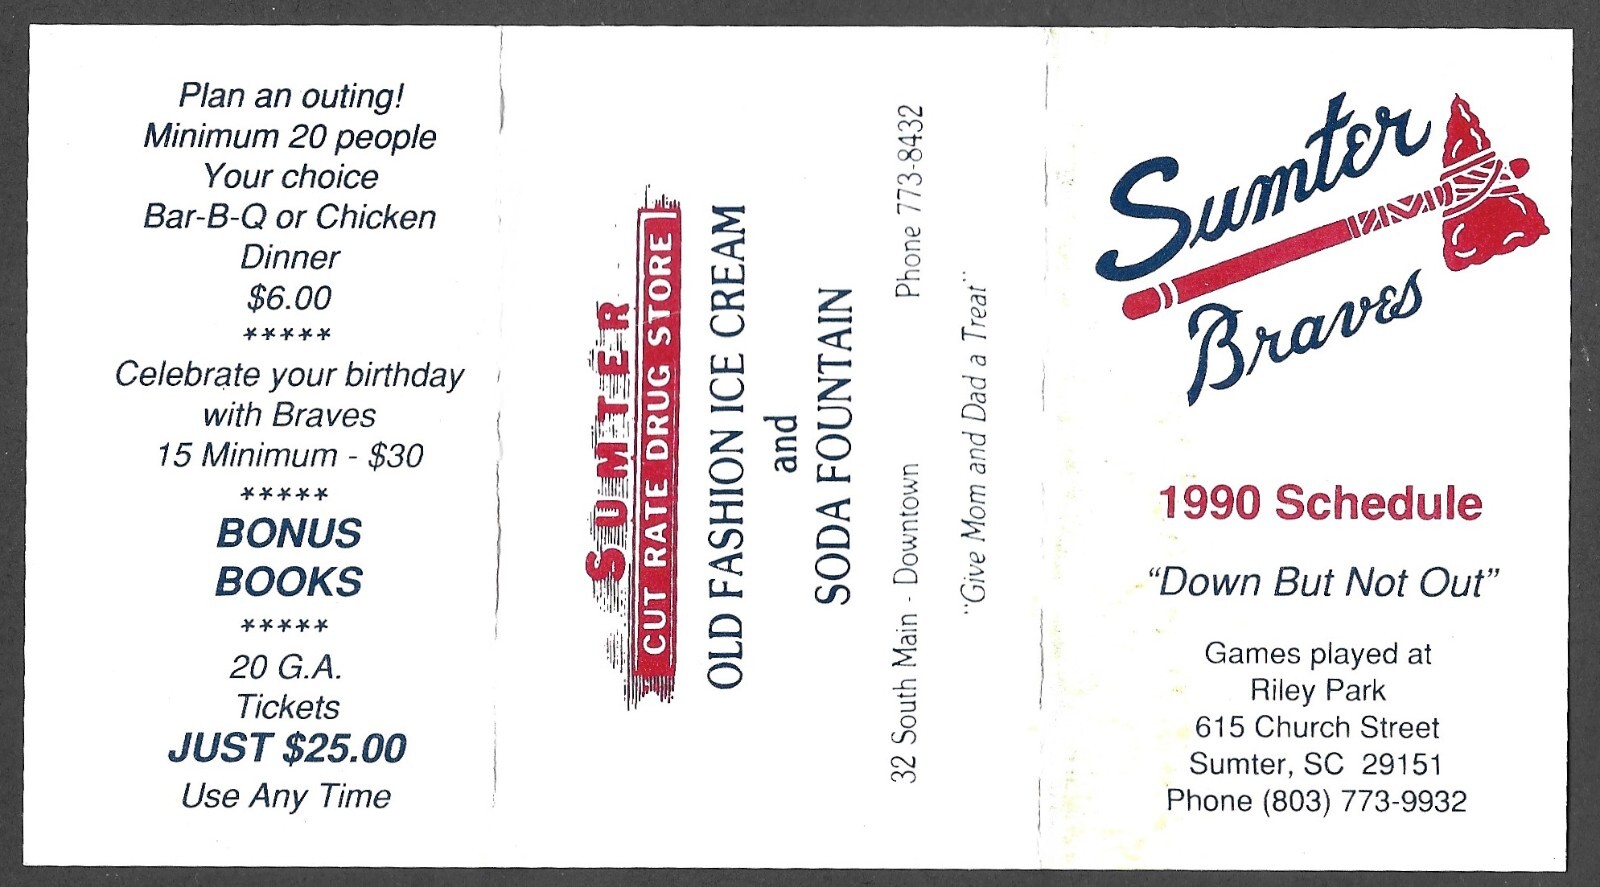 Plan an outing!
Minimum 20 people
Your choice
Bar-B-Q or Chicken
Dinner
$6.00
*****
Celebrate your birthday
with Braves
15 Minimum - $30
*****
BONUS
BOOKS
*****
20 G.A.
Tickets
JUST $25.00
Use Any Time
SUMTER
CUT RATE DRUG STORE
OLD FASHION ICE CREAM
and
SODA FOUNTAIN
32 South Main - Downtown Phone 773-8432
"Give Mom and Dad a Treat"
Sumter
Braves
1990 Schedule
“Down But Not Out”
Games played at
Riley Park
615 Church Street
Sumter, SC 29151
Phone (803) 773-9932